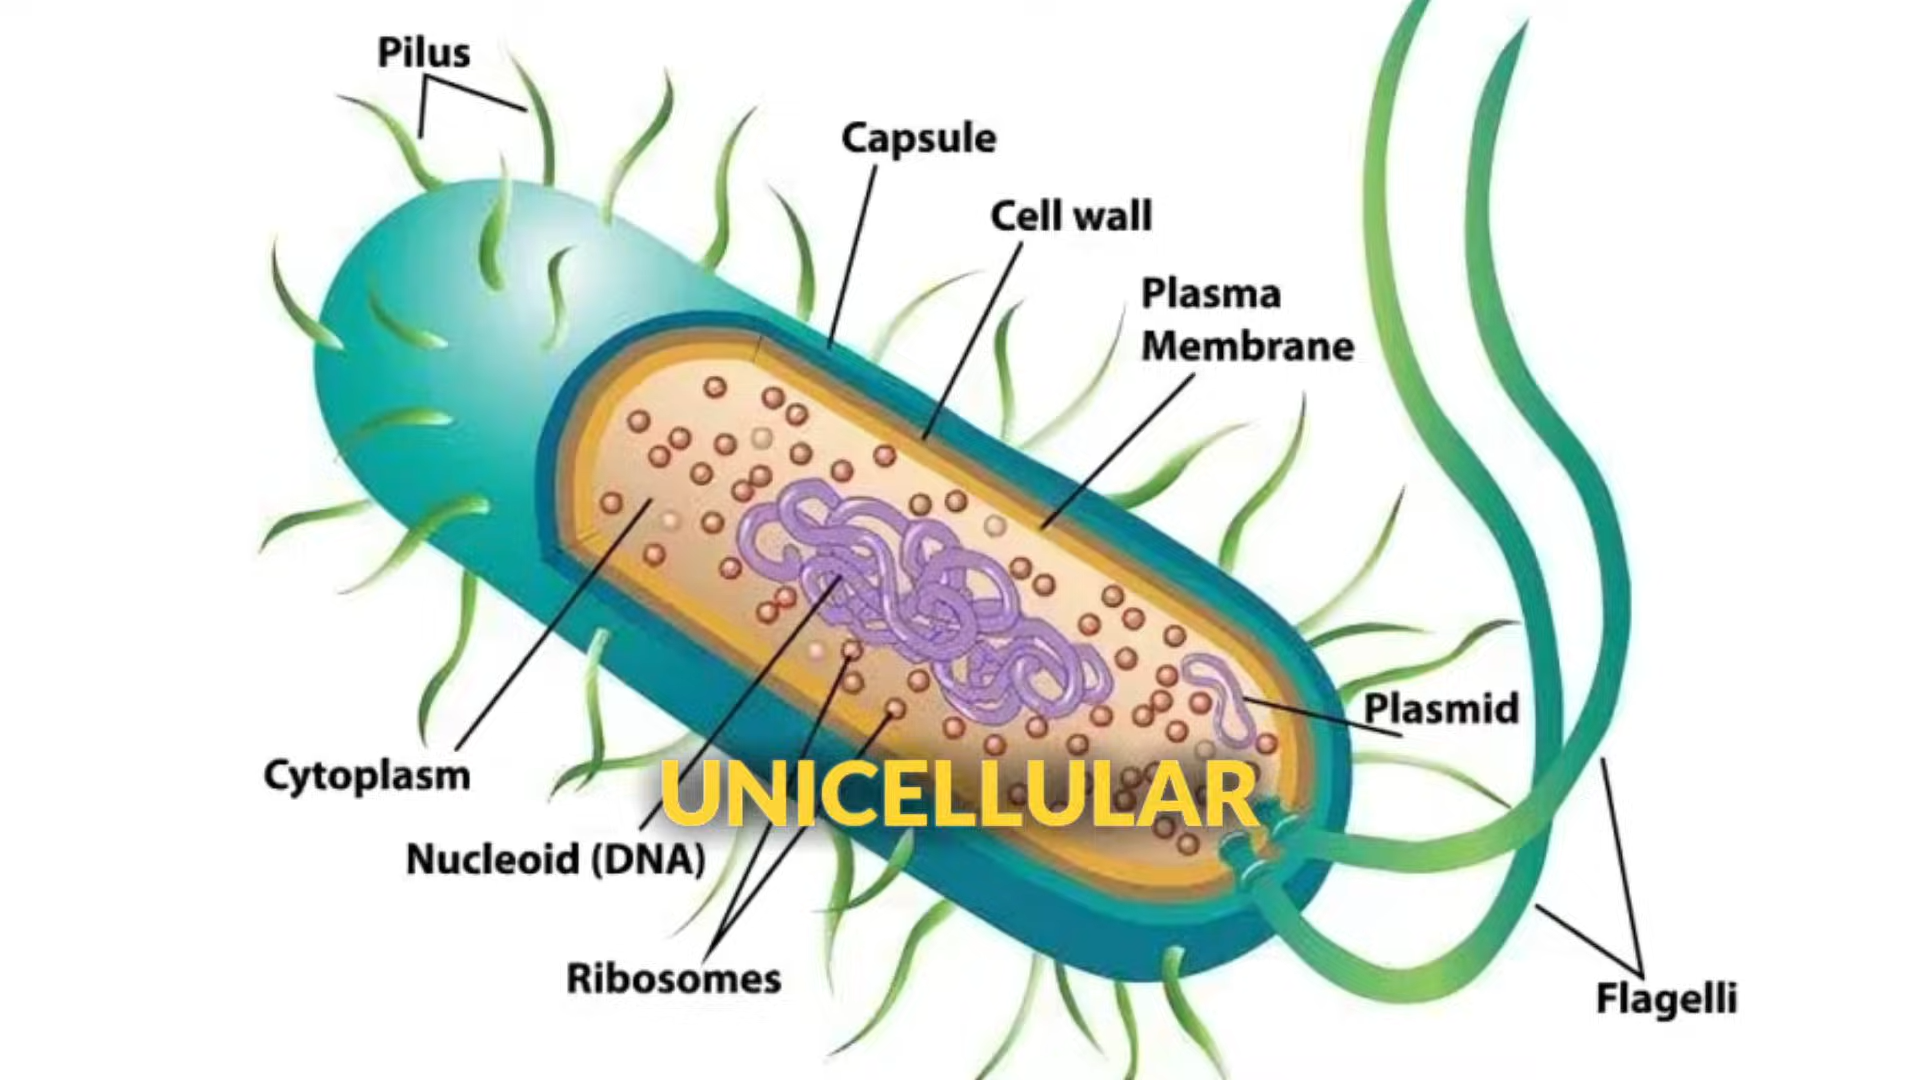 Pilus
Capsule
Cell wall
Plasma
Membrane
Plasmid
Cytoplasm
UNICELLULAR
Nucleoid (DNA)
Ribosomes
Flagelli